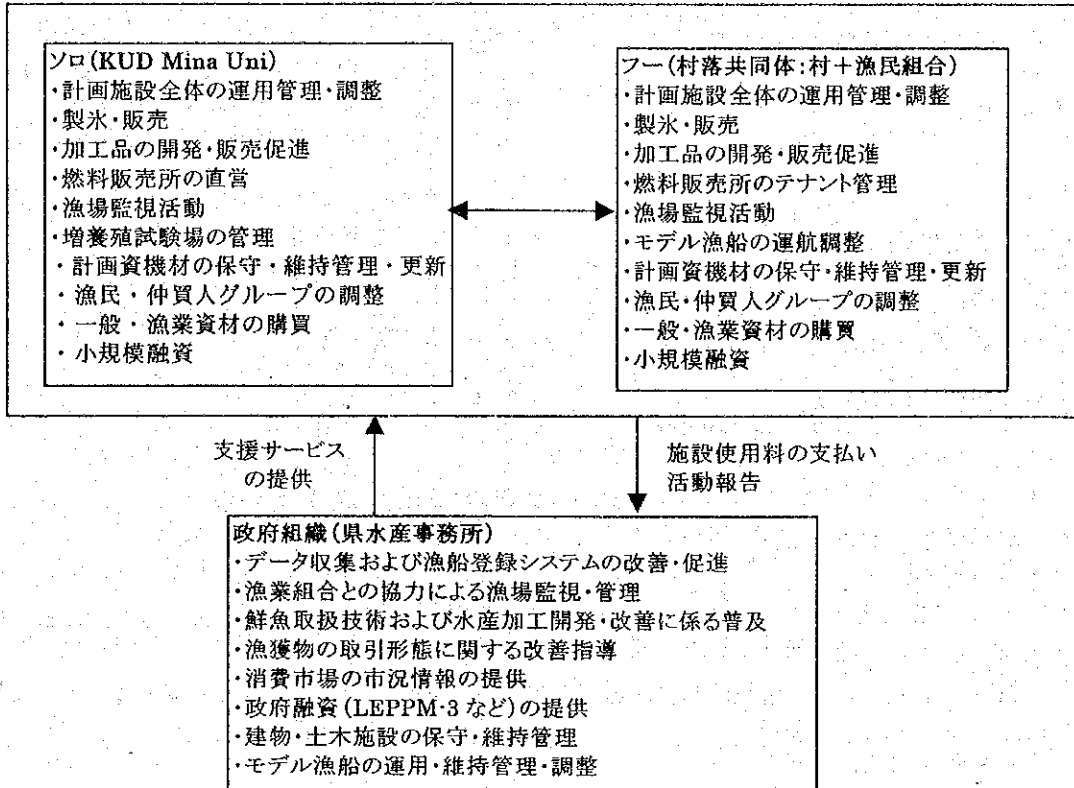 ソロ(KUD Mina Uni)
・計画施設全体の運用管理・調整
・製氷・販売
・加工品の開発・販売促進
・燃料販売所の直営
・漁場監視活動
・増養殖試験場の管理
・計画資機材の保守・維持管理・更新
・漁民・仲買人グループの調整
・一般・漁業資材の購買
・小規模融資
フー(村落共同体:村+漁民組合)
・計画施設全体の運用管理・調整
・製氷・販売
・加工品の開発・販売促進
・燃料販売所のテナント管理
・漁場監視活動
・モデル漁船の運航調整
・計画資機材の保守・維持管理・更新
・漁民・仲買人グループの調整
・一般・漁業資材の購買
・小規模融資
支援サービス
の提供
施設使用料の支払い
活動報告
政府組織(県水産事務所)
・データ収集および漁船登録システムの改善・促進
・漁業組合との協力による漁場監視・管理
・鮮魚取扱技術および水産加工開発・改善に係る普及
・漁獲物の取引形態に関する改善指導
・消費市場の市況情報の提供
・政府融資(LEPPM-3 など)の提供
・建物・土木施設の保守・維持管理
・モデル漁船の運用・維持管理・調整